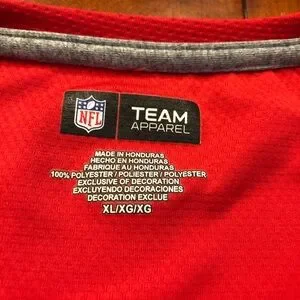 NFL
TEAM
APPAREL
MADE IN HONDURAS
HECHO EN HONDURAS
FABRIQUE AU HONDURAS
100% POLYESTER / POLIESTER / POLYESTER
EXCLUSIVE OF DECORATION
EXCLUYENDO DECORACIONES
DECORATION EXCLUE
XL/XG/XG